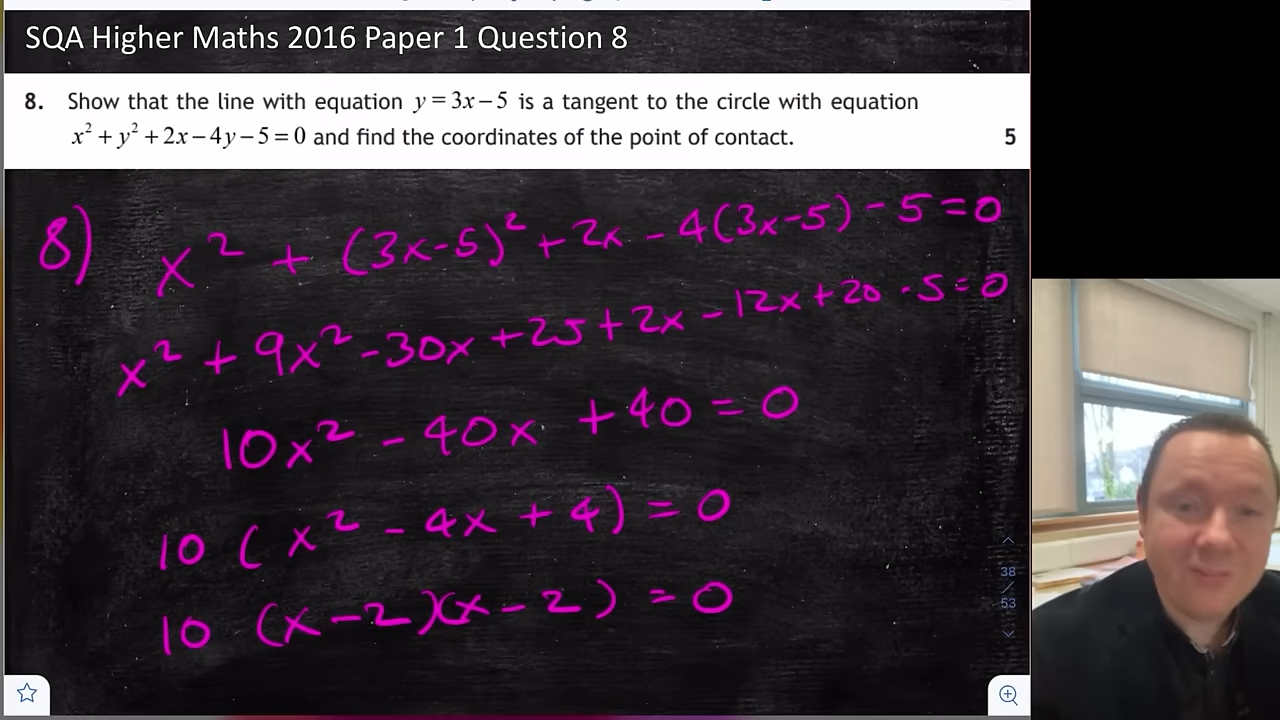 SQA Higher Maths 2016 Paper 1 Question 8
8. Show that the line with equation y = 3x − 5 is a tangent to the circle with equation
x² + y² + 2x − 4y − 5 = 0 and find the coordinates of the point of contact. 5
8) x² + (3x-5)² + 2x - 4(3x-5) - 5 = 0
x² + 9x² - 30x + 25 + 2x - 12x + 20 - 5 = 0
10x² - 40x + 40 = 0
10 (x² - 4x + 4) = 0
10 (x - 2)(x - 2) = 0
38
/
53